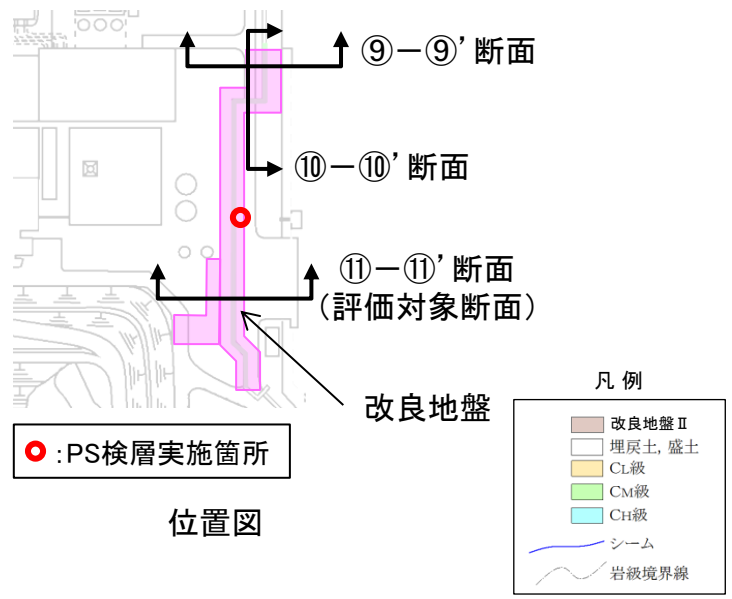 ⑨－⑨’断面
⑩－⑩’断面
⑪－⑪’断面
（評価対象断面）
改良地盤
：PS検層実施箇所
位置図
凡 例
改良地盤Ⅱ
埋戻土, 盛土
CL級
CM級
CH級
シーム
岩級境界線